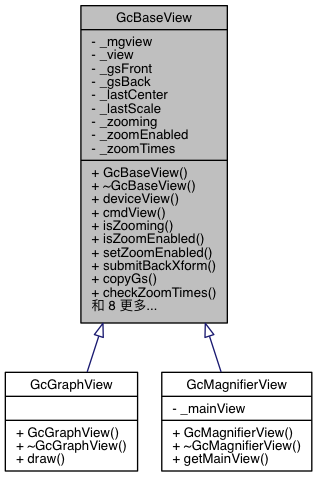 GcBaseView
- _mgview
- _view
- _gsFront
- _gsBack
- _lastCenter
- _lastScale
- _zooming
- _zoomEnabled
- _zoomTimes
+ GcBaseView()
+ ~GcBaseView()
+ deviceView()
+ cmdView()
+ isZooming()
+ isZoomEnabled()
+ setZoomEnabled()
+ submitBackXform()
+ copyGs()
+ checkZoomTimes()
和 8 更多...
GcGraphView
+ GcGraphView()
+ ~GcGraphView()
+ draw()
GcMagnifierView
- _mainView
+ GcMagnifierView()
+ ~GcMagnifierView()
+ getMainView()